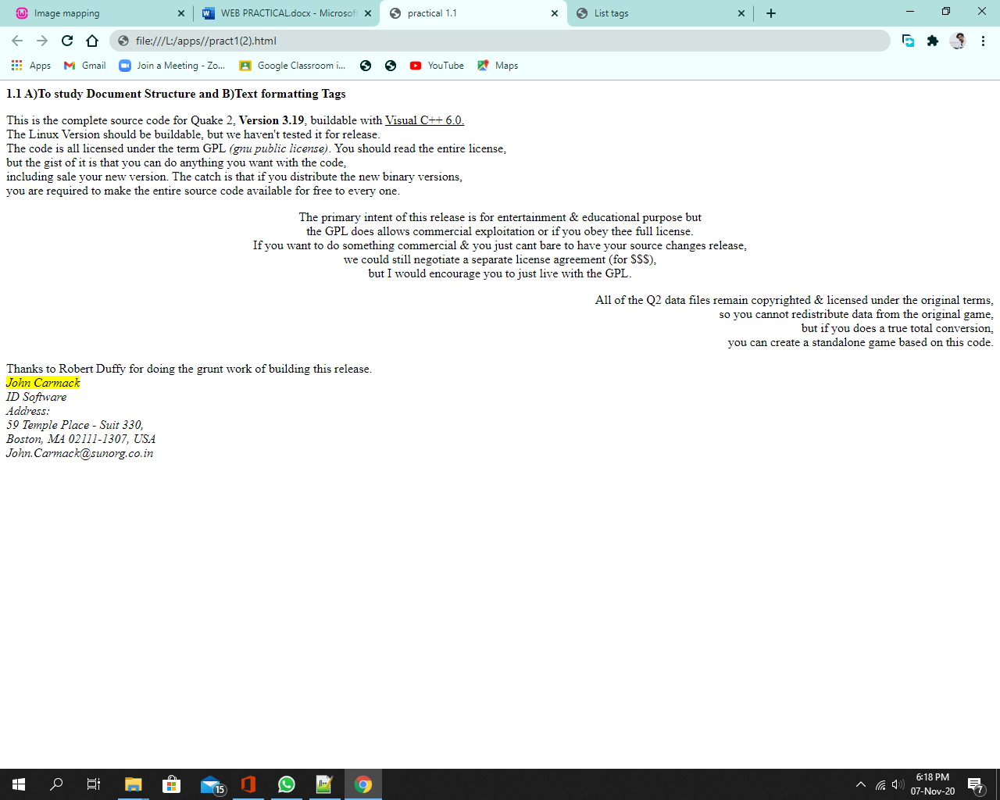 Image mapping
WEB PRACTICAL.docx - Microsof
practical 1.1
List tags
file:///L:/apps//pract1(2).html
Apps
Gmail
Join a Meeting - Zo...
Google Classroom i...
YouTube
Maps
1.1 A)To study Document Structure and B)Text formatting Tags
This is the complete source code for Quake 2, Version 3.19, buildable with Visual C++ 6.0.
The Linux Version should be buildable, but we haven't tested it for release.
The code is all licensed under the term GPL (gnu public license). You should read the entire license,
but the gist of it is that you can do anything you want with the code,
including sale your new version. The catch is that if you distribute the new binary versions,
you are required to make the entire source code available for free to every one.
The primary intent of this release is for entertainment & educational purpose but
the GPL does allows commercial exploitation or if you obey thee full license.
If you want to do something commercial & you just cant bare to have your source changes release,
we could still negotiate a separate license agreement (for $$$),
but I would encourage you to just live with the GPL.
All of the Q2 data files remain copyrighted & licensed under the original terms,
so you cannot redistribute data from the original game,
but if you does a true total conversion,
you can create a standalone game based on this code.
Thanks to Robert Duffy for doing the grunt work of building this release.
John Carmack
ID Software
Address:
59 Temple Place - Suit 330,
Boston, MA 02111-1307, USA
John.Carmack@sunorg.co.in
15
6:18 PM
07-Nov-20
7